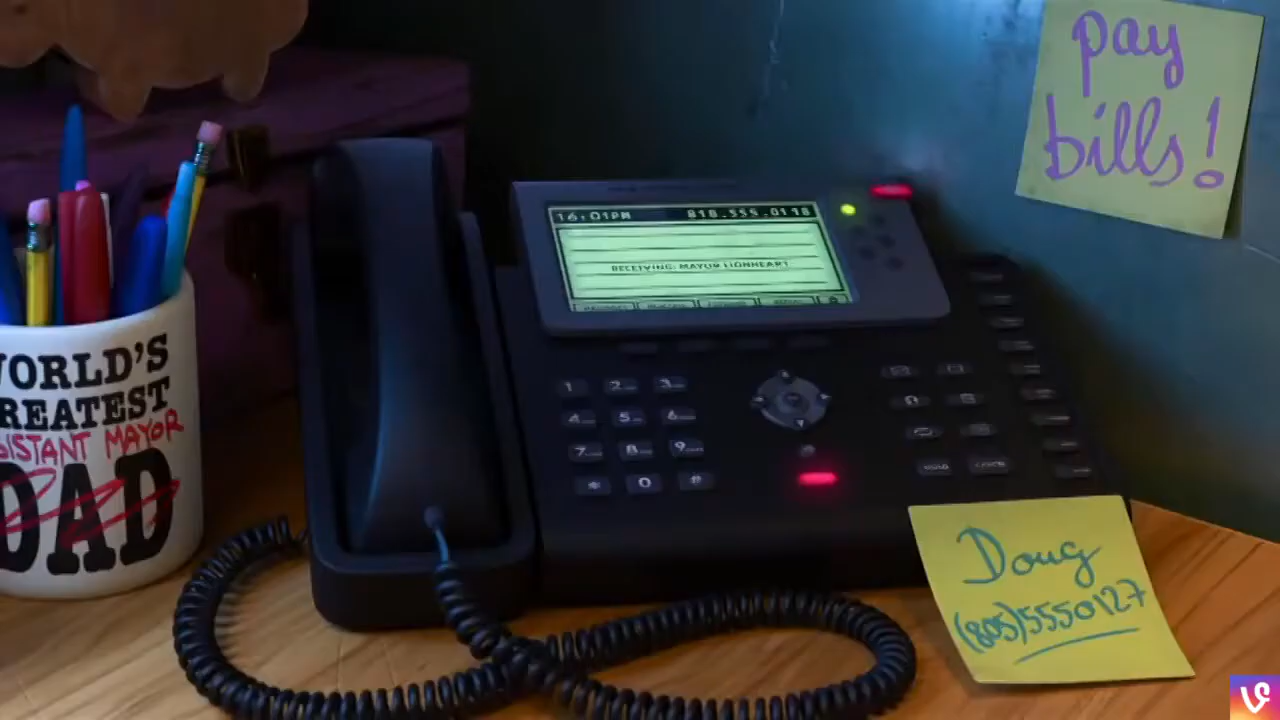 pay
bills!
16:01PM 818.555.0118
RECEIVING: MAYOR LIONHEART
WORLD'S
GREATEST
ASSISTANT MAYOR
DAD
1 2 3
4 5 6
7 8 9
* 0 #
HOLD
Doug
(805)5550127